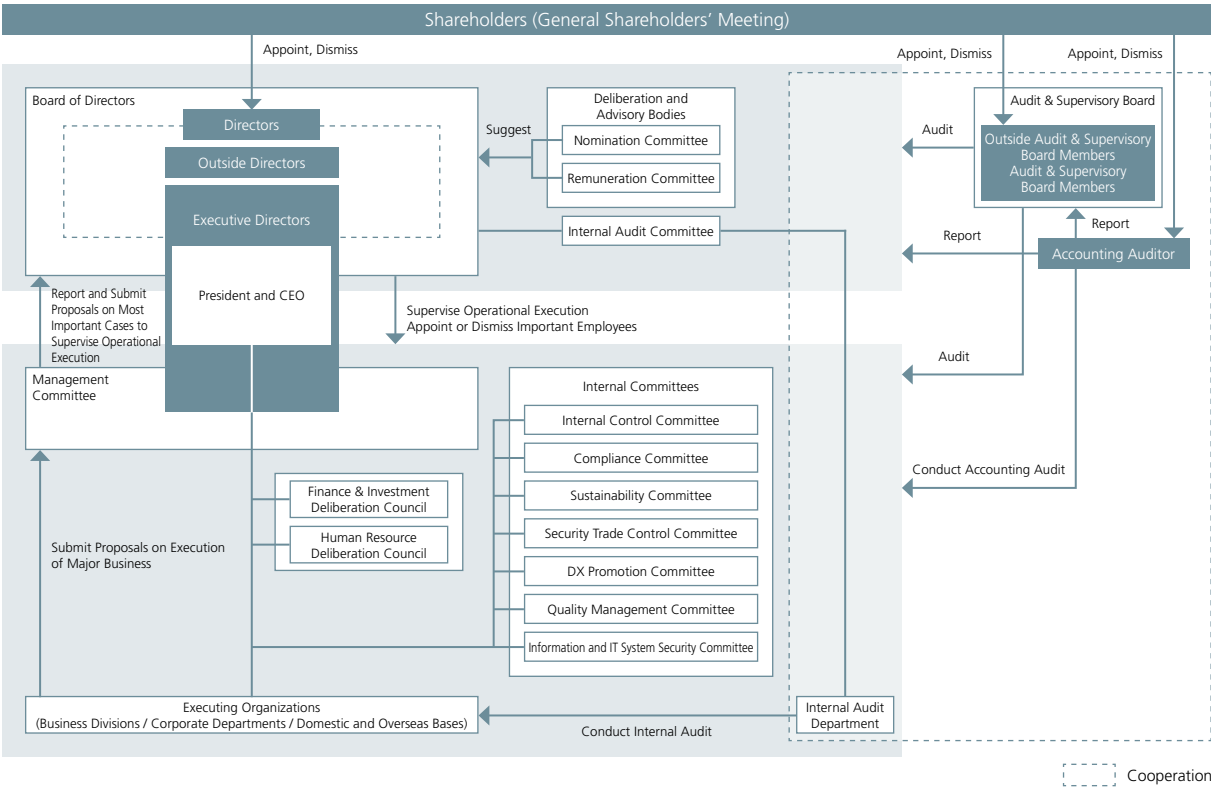 Shareholders (General Shareholders' Meeting)
Appoint, Dismiss
Appoint, Dismiss
Appoint, Dismiss
Board of Directors
Directors
Outside Directors
Executive Directors
President and CEO
Suggest
Deliberation and
Advisory Bodies
Nomination Committee
Remuneration Committee
Internal Audit Committee
Audit
Audit & Supervisory Board
Outside Audit & Supervisory
Board Members
Audit & Supervisory
Board Members
Report
Report
Accounting Auditor
Report and Submit
Proposals on Most
Important Cases to
Supervise Operational
Execution
Supervise Operational Execution
Appoint or Dismiss Important Employees
Audit
Management
Committee
Internal Committees
Internal Control Committee
Compliance Committee
Sustainability Committee
Security Trade Control Committee
DX Promotion Committee
Quality Management Committee
Information and IT System Security Committee
Conduct Accounting Audit
Finance & Investment
Deliberation Council
Human Resource
Deliberation Council
Submit Proposals on Execution
of Major Business
Executing Organizations
(Business Divisions / Corporate Departments / Domestic and Overseas Bases)
Conduct Internal Audit
Internal Audit
Department
Cooperation